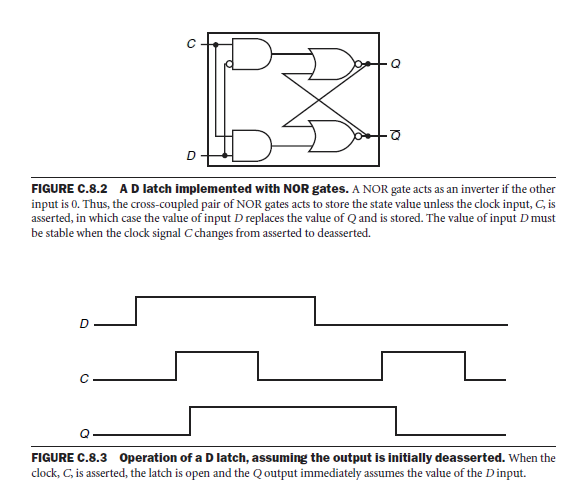 C
Q
Q̅
D
FIGURE C.8.2 A D latch implemented with NOR gates. A NOR gate acts as an inverter if the other
input is 0. Thus, the cross-coupled pair of NOR gates acts to store the state value unless the clock input, C, is
asserted, in which case the value of input D replaces the value of Q and is stored. The value of input D must
be stable when the clock signal C changes from asserted to deasserted.
D
C
Q
FIGURE C.8.3 Operation of a D latch, assuming the output is initially deasserted. When the
clock, C, is asserted, the latch is open and the Q output immediately assumes the value of the D input.